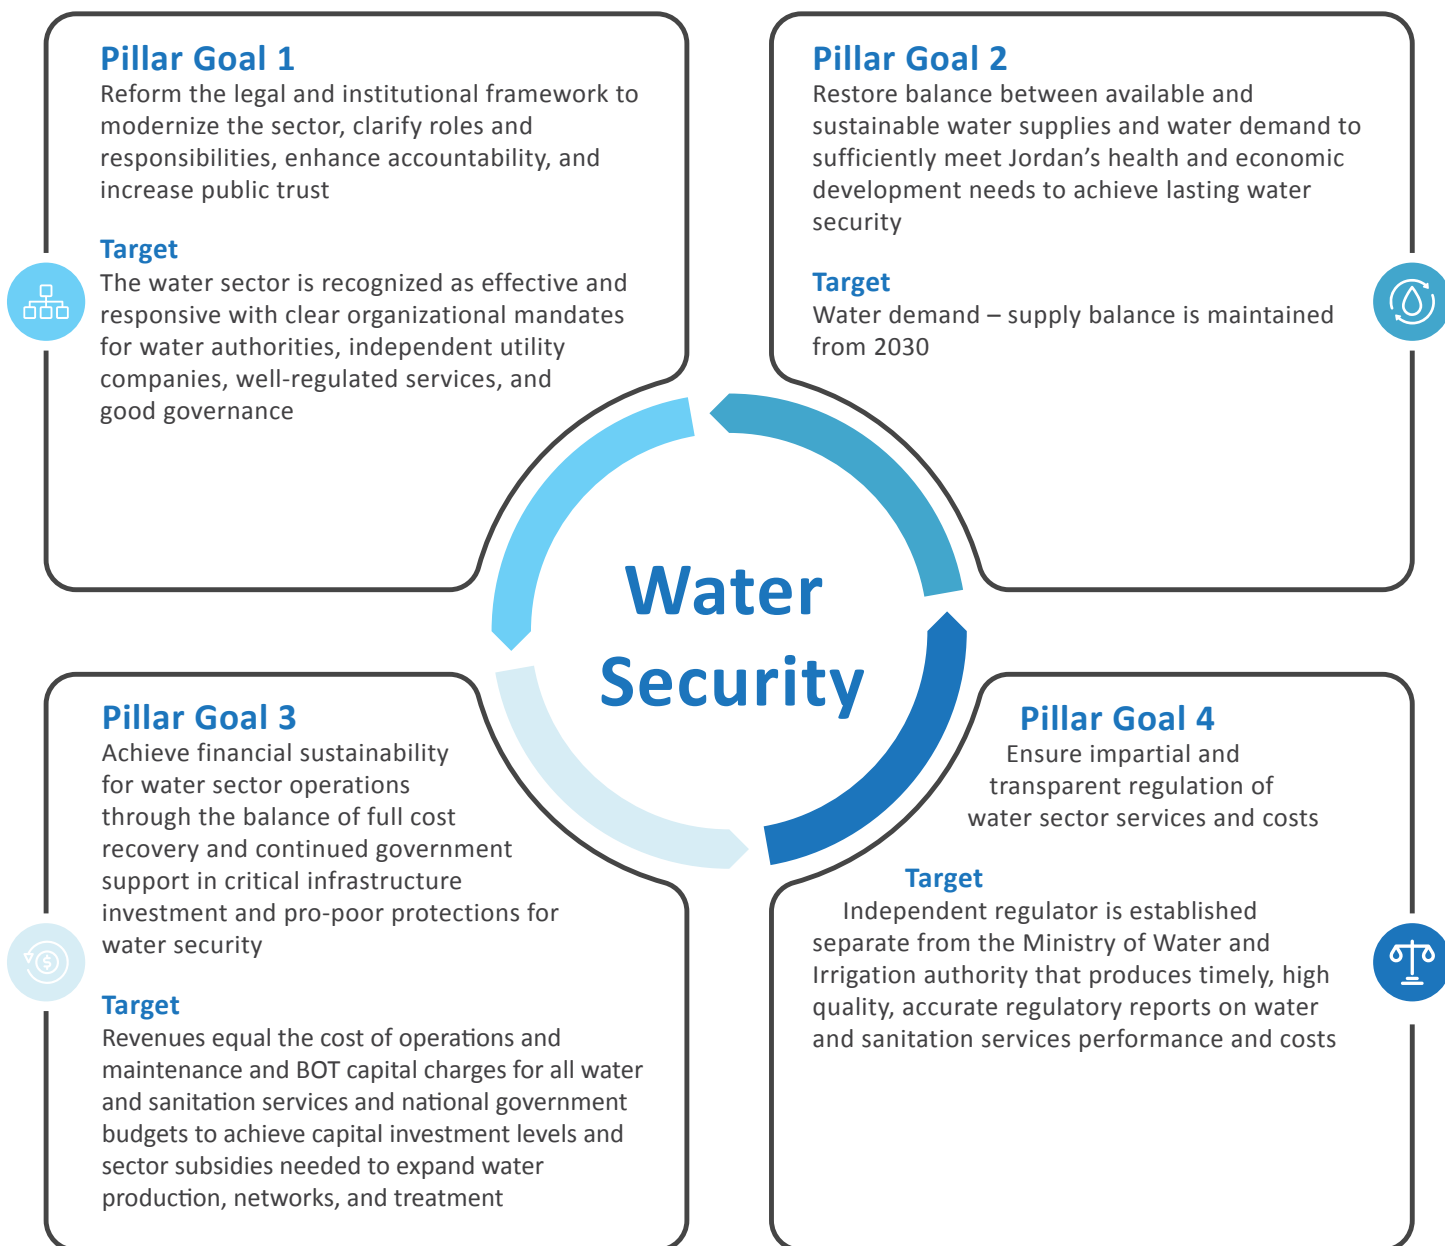 Pillar Goal 1
Reform the legal and institutional framework to
modernize the sector, clarify roles and
responsibilities, enhance accountability, and
increase public trust
Target
The water sector is recognized as effective and
responsive with clear organizational mandates
for water authorities, independent utility
companies, well-regulated services, and
good governance
Pillar Goal 2
Restore balance between available and
sustainable water supplies and water demand to
sufficiently meet Jordan’s health and economic
development needs to achieve lasting water
security
Target
Water demand – supply balance is maintained
from 2030
Water
Security
Pillar Goal 3
Achieve financial sustainability
for water sector operations
through the balance of full cost
recovery and continued government
support in critical infrastructure
investment and pro-poor protections for
water security
Target
Revenues equal the cost of operations and
maintenance and BOT capital charges for all water
and sanitation services and national government
budgets to achieve capital investment levels and
sector subsidies needed to expand water
production, networks, and treatment
$
Pillar Goal 4
Ensure impartial and
transparent regulation of
water sector services and costs
Target
Independent regulator is established
separate from the Ministry of Water and
Irrigation authority that produces timely, high
quality, accurate regulatory reports on water
and sanitation services performance and costs